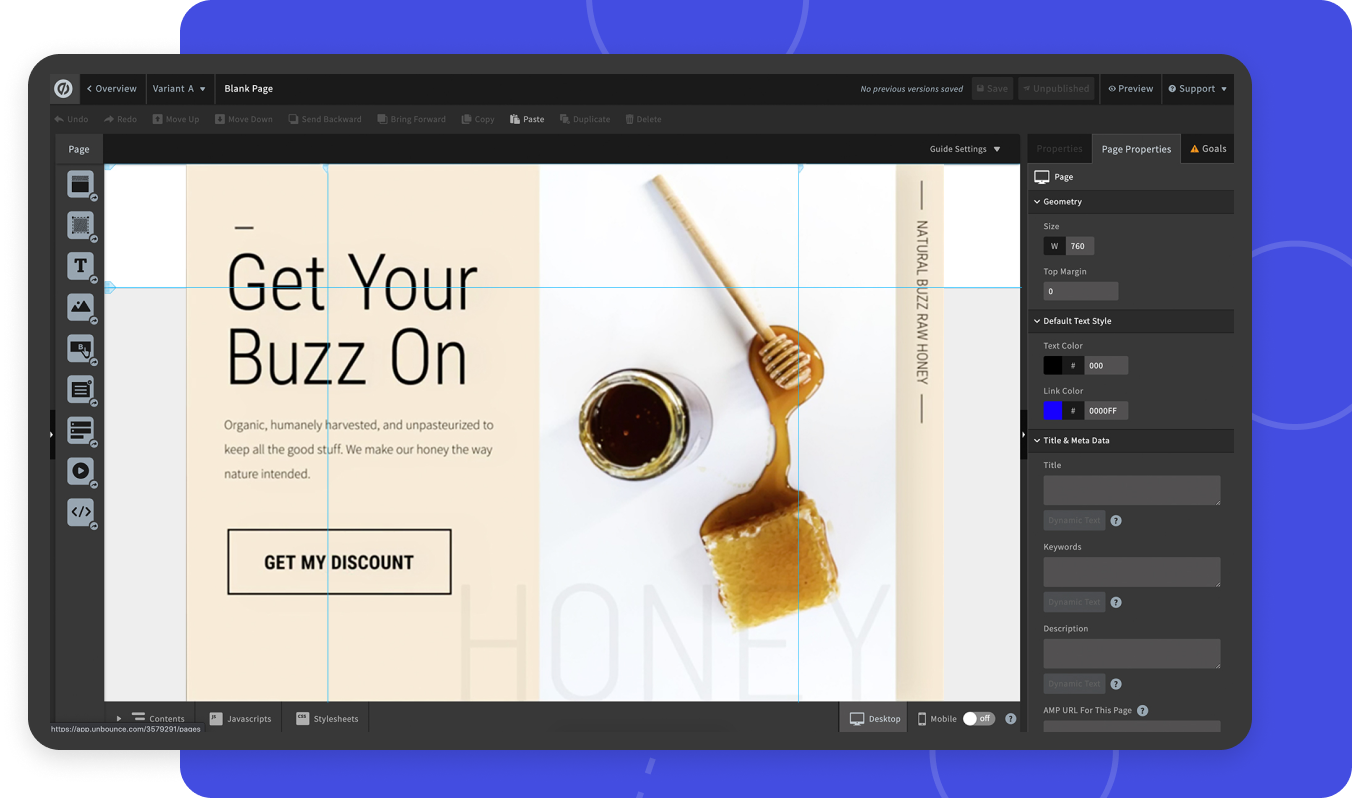 Overview
Variant A
Blank Page
No previous versions saved
Save
Unpublished
Preview
Support
Undo
Redo
Move Up
Move Down
Send Backward
Bring Forward
Copy
Paste
Duplicate
Delete
Page
Guide Settings
Properties
Page Properties
Goals
Page
Geometry
Size
W 760
Top Margin
0
Default Text Style
Text Color
# 000
Link Color
# 0000FF
Title & Meta Data
Title
Dynamic Text ?
Keywords
Dynamic Text ?
Description
Dynamic Text ?
AMP URL For This Page ?
T
B
</>
Get Your
Buzz On
Organic, humanely harvested, and unpasteurized to
keep all the good stuff. We make our honey the way
nature intended.
GET MY DISCOUNT
HONEY
NATURAL BUZZ RAW HONEY
Contents
JS Javascripts
CSS Stylesheets
Desktop
Mobile
off
?
https://app.unbounce.com/3579291/pages